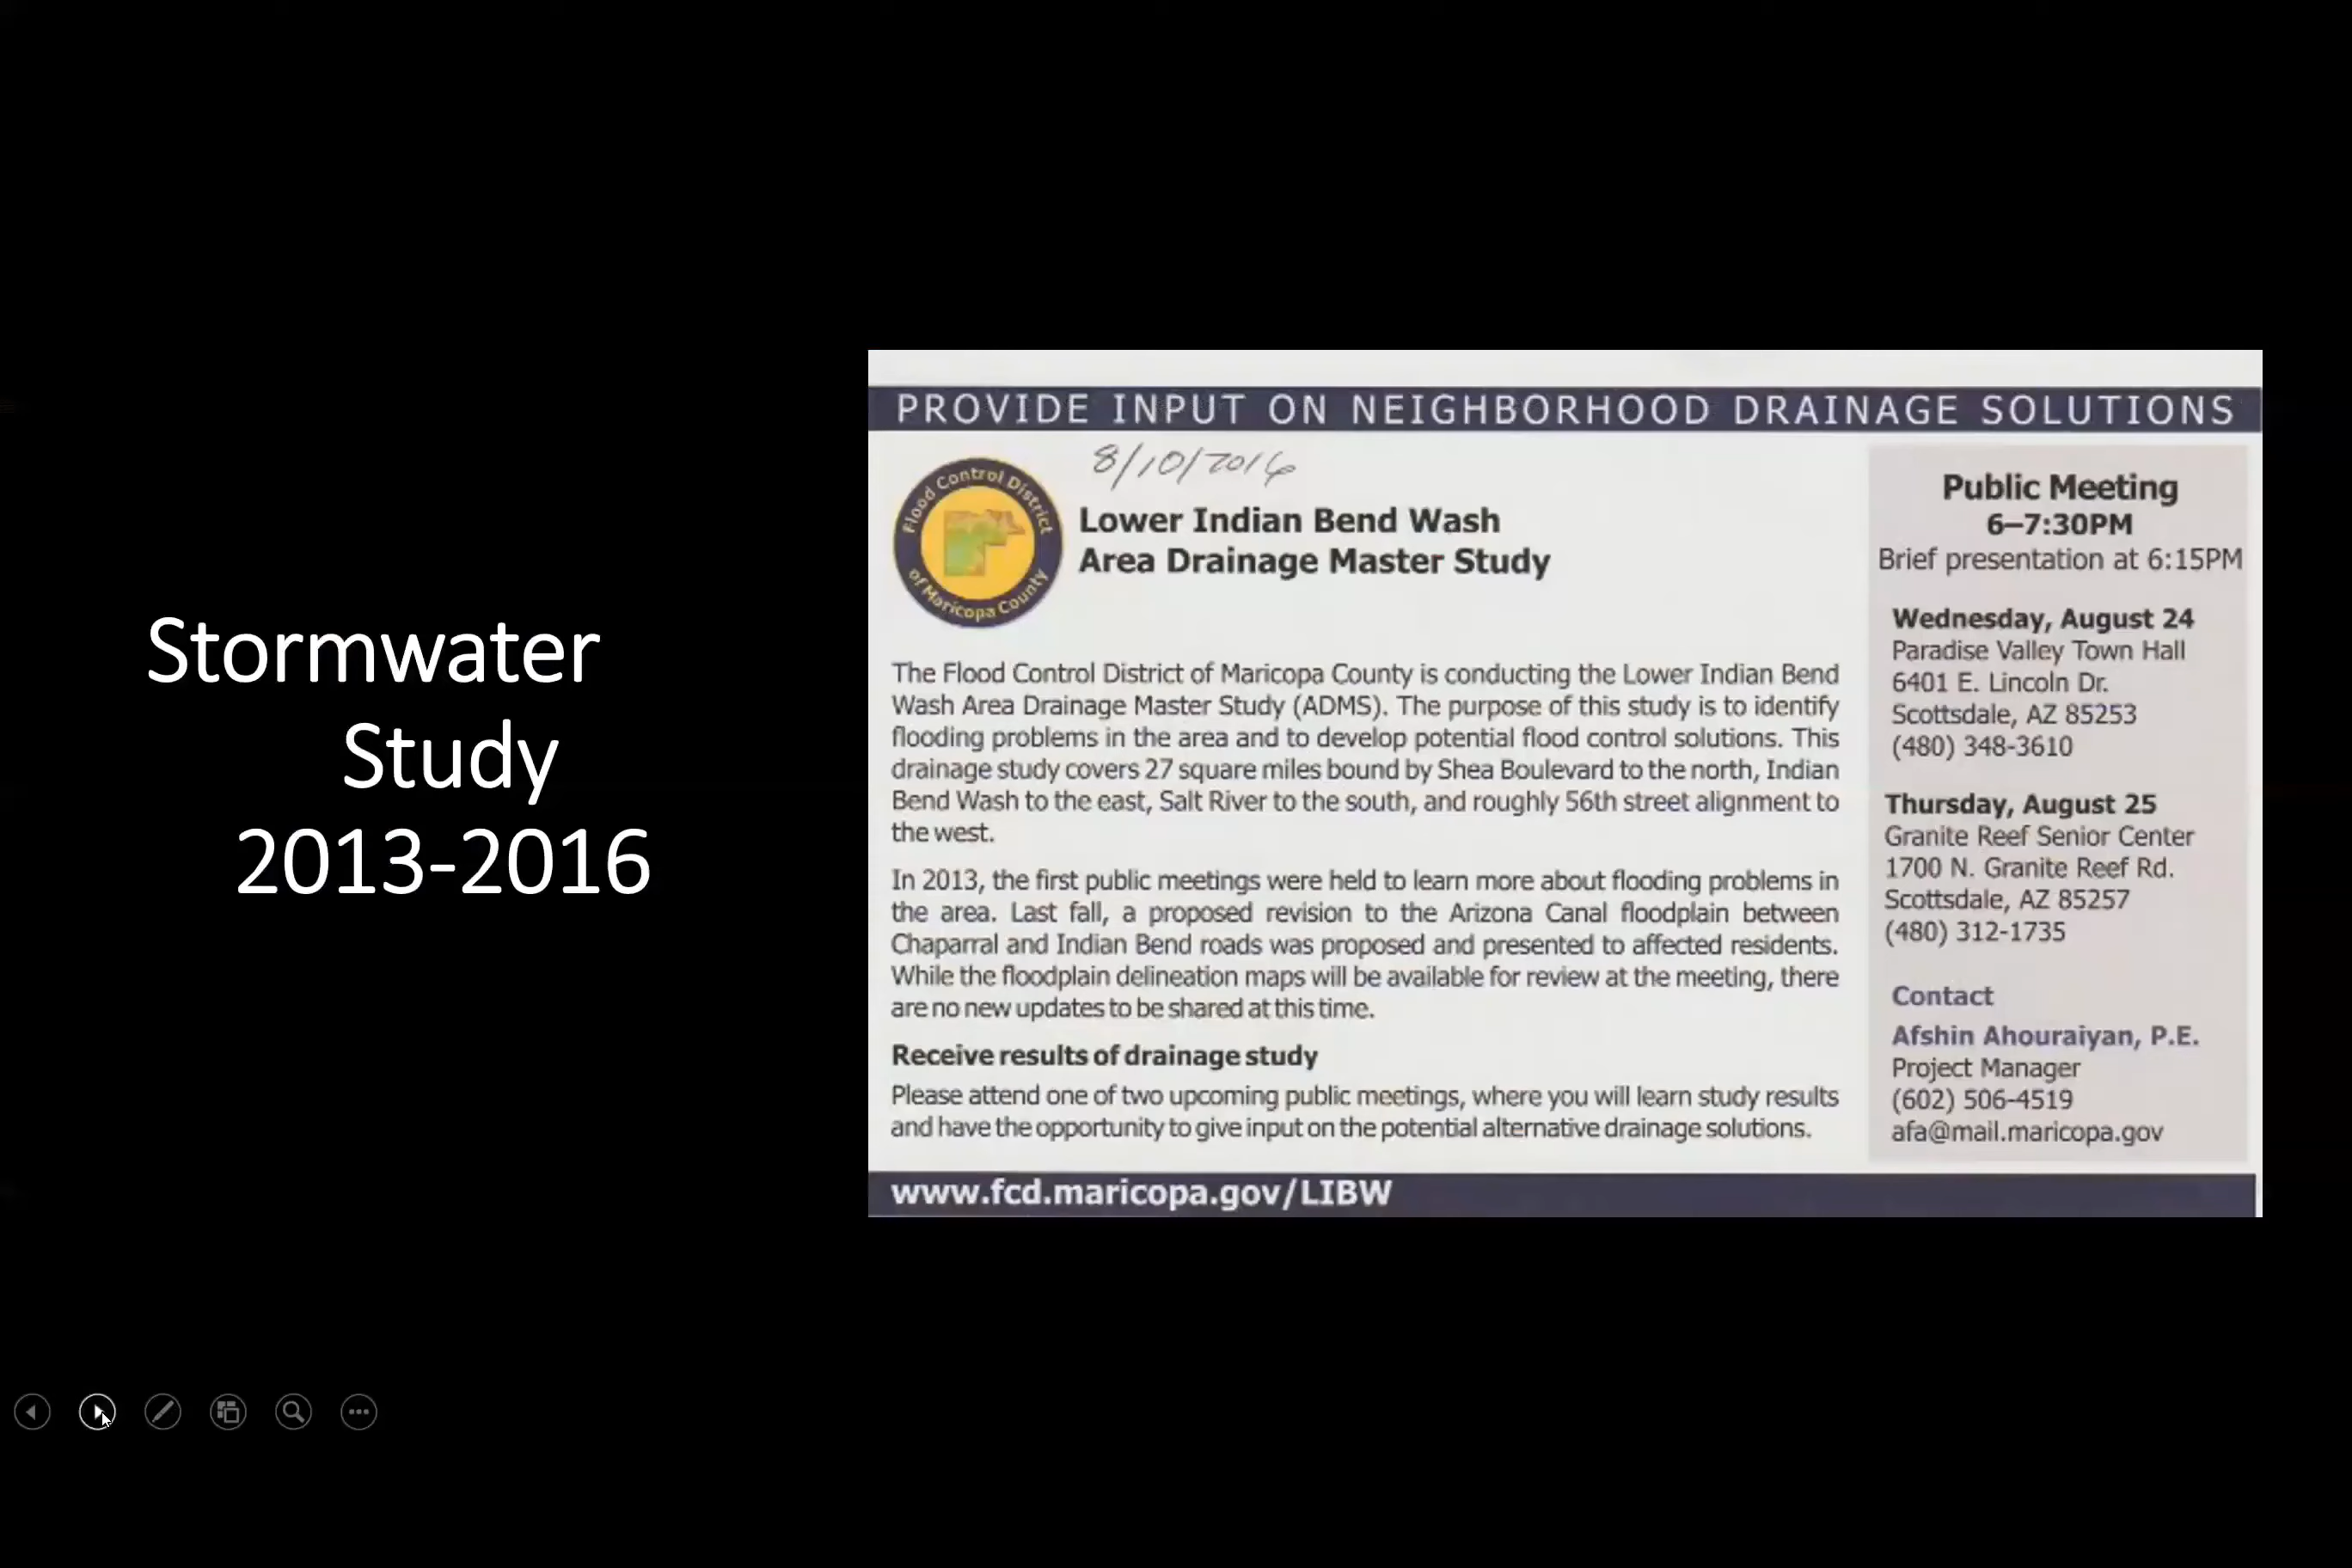 Stormwater
Study
2013-2016
PROVIDE INPUT ON NEIGHBORHOOD DRAINAGE SOLUTIONS
8/10/2016
Flood Control District
of Maricopa County
Lower Indian Bend Wash
Area Drainage Master Study
The Flood Control District of Maricopa County is conducting the Lower Indian Bend
Wash Area Drainage Master Study (ADMS). The purpose of this study is to identify
flooding problems in the area and to develop potential flood control solutions. This
drainage study covers 27 square miles bound by Shea Boulevard to the north, Indian
Bend Wash to the east, Salt River to the south, and roughly 56th street alignment to
the west.
In 2013, the first public meetings were held to learn more about flooding problems in
the area. Last fall, a proposed revision to the Arizona Canal floodplain between
Chaparral and Indian Bend roads was proposed and presented to affected residents.
While the floodplain delineation maps will be available for review at the meeting, there
are no new updates to be shared at this time.
Receive results of drainage study
Please attend one of two upcoming public meetings, where you will learn study results
and have the opportunity to give input on the potential alternative drainage solutions.
Public Meeting
6–7:30PM
Brief presentation at 6:15PM
Wednesday, August 24
Paradise Valley Town Hall
6401 E. Lincoln Dr.
Scottsdale, AZ 85253
(480) 348-3610
Thursday, August 25
Granite Reef Senior Center
1700 N. Granite Reef Rd.
Scottsdale, AZ 85257
(480) 312-1735
Contact
Afshin Ahouraiyan, P.E.
Project Manager
(602) 506-4519
afa@mail.maricopa.gov
www.fcd.maricopa.gov/LIBW